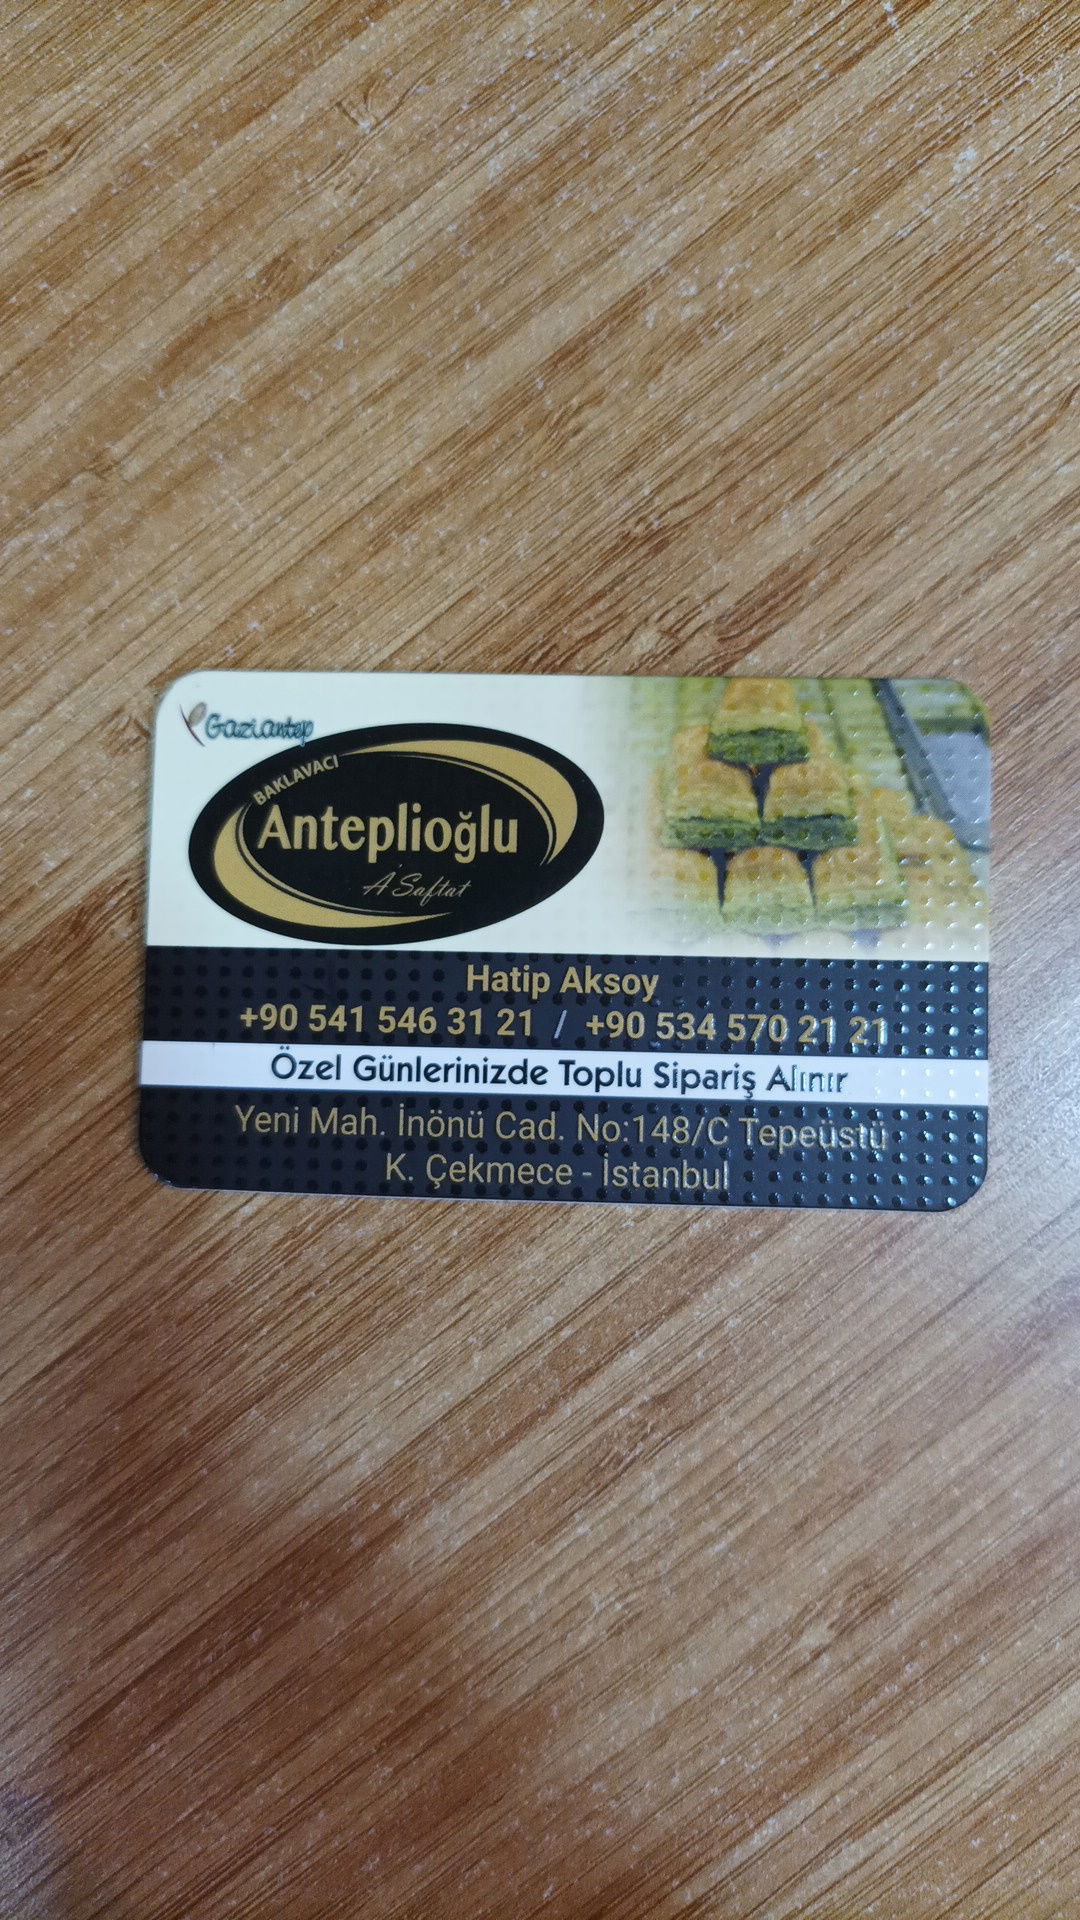 Gaziantep
BAKLAVACI
Anteplioğlu
A'Saftat
Hatip Aksoy
+90 541 546 31 21 / +90 534 570 21 21
Özel Günlerinizde Toplu Sipariş Alınır
Yeni Mah. İnönü Cad. No:148/C Tepeüstü
K. Çekmece - İstanbul